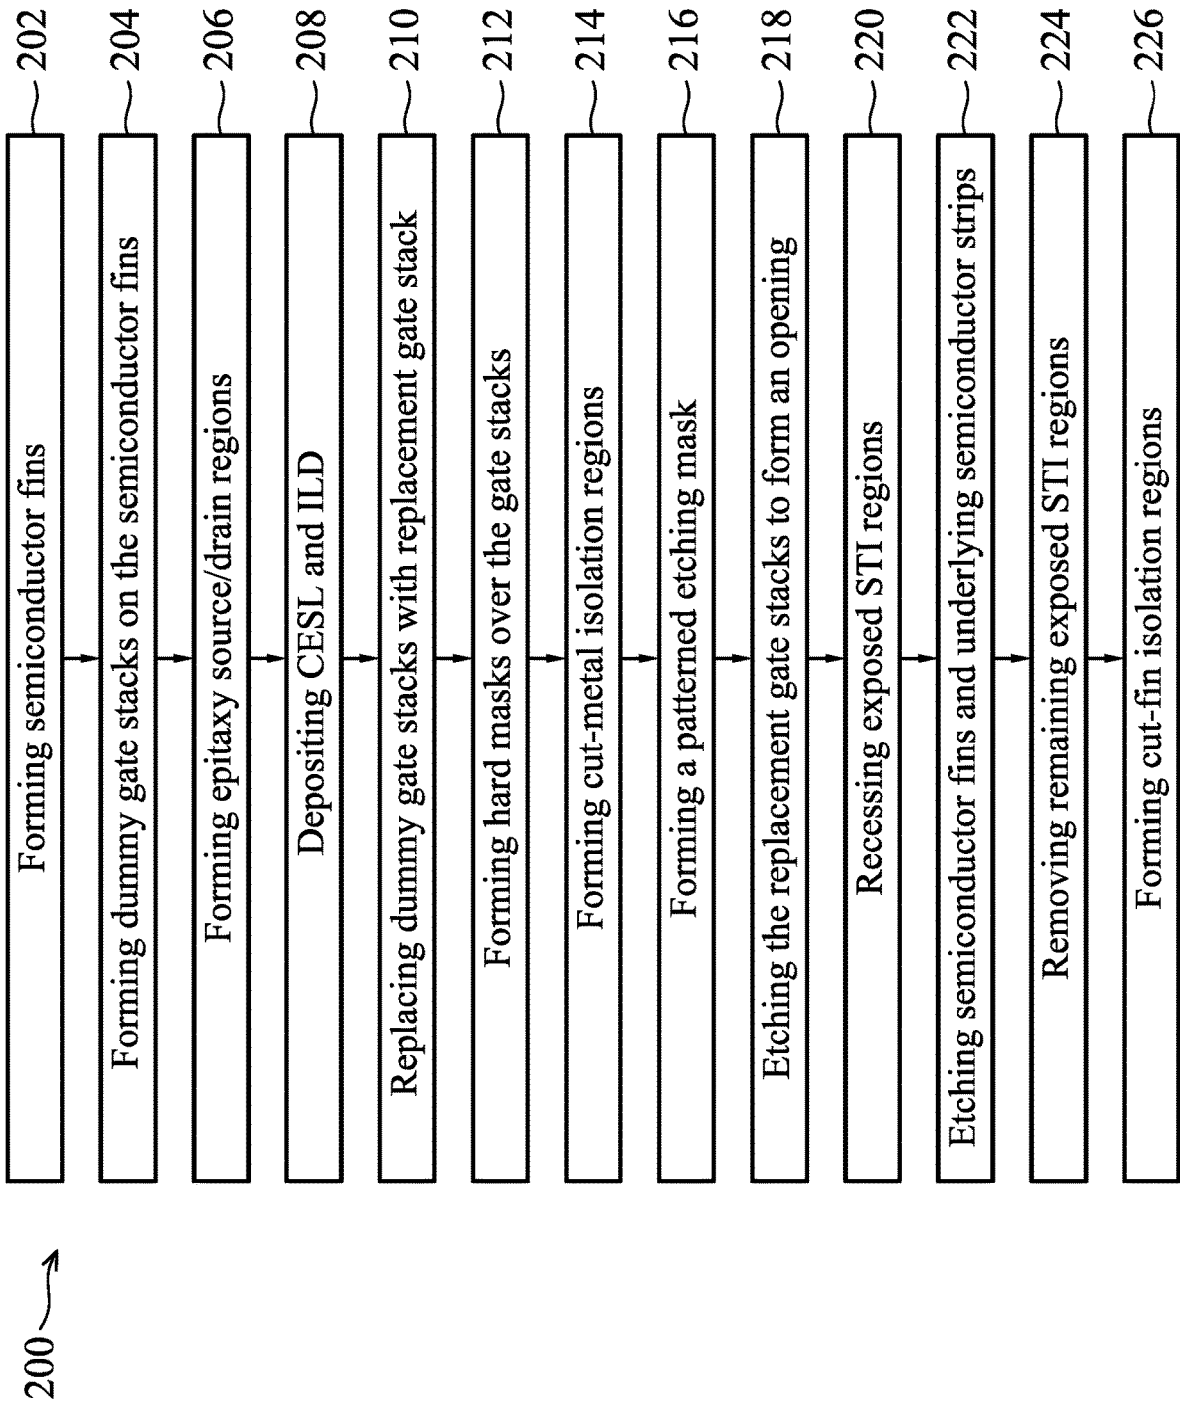 200
Forming semiconductor fins 202
Forming dummy gate stacks on the semiconductor fins 204
Forming epitaxy source/drain regions 206
Depositing CESL and ILD 208
Replacing dummy gate stacks with replacement gate stack 210
Forming hard masks over the gate stacks 212
Forming cut-metal isolation regions 214
Forming a patterned etching mask 216
Etching the replacement gate stacks to form an opening 218
Recessing exposed STI regions 220
Etching semiconductor fins and underlying semiconductor strips 222
Removing remaining exposed STI regions 224
Forming cut-fin isolation regions 226